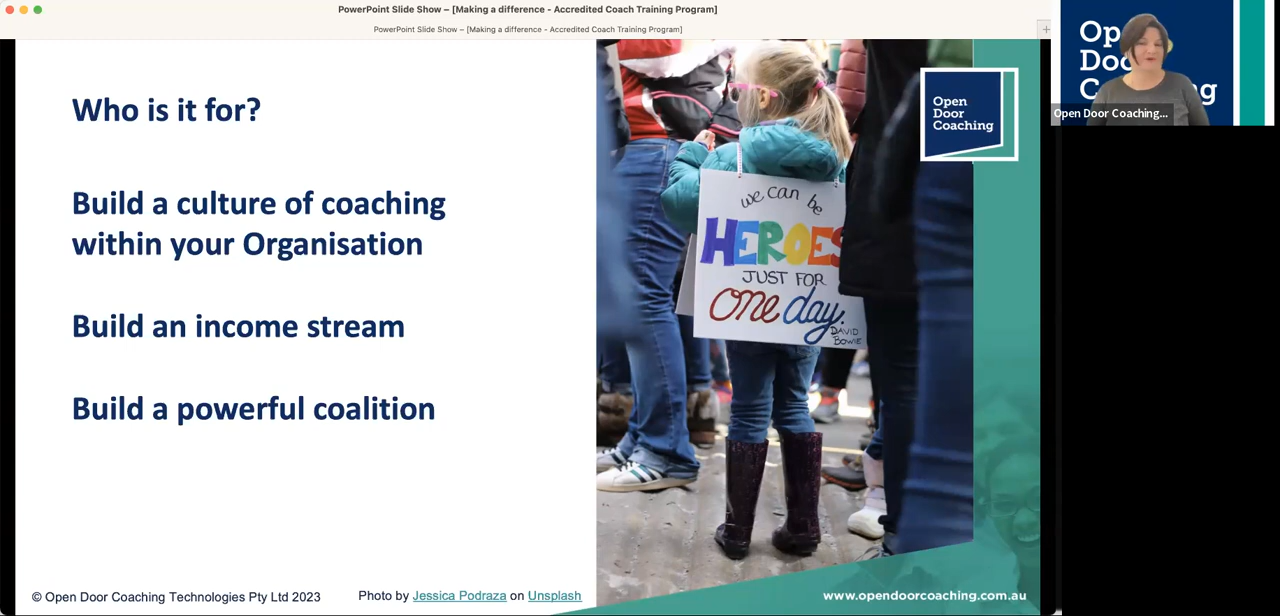 PowerPoint Slide Show – [Making a difference - Accredited Coach Training Program]
PowerPoint Slide Show – [Making a difference - Accredited Coach Training Program]
Who is it for?
Build a culture of coaching
within your Organisation
Build an income stream
Build a powerful coalition
© Open Door Coaching Technologies Pty Ltd 2023
Photo by Jessica Podraza on Unsplash
we can be
HEROES
JUST FOR
one day.
DAVID
BOWIE
Open
Door
Coaching
www.opendoorcoaching.com.au
Open Door Coaching...